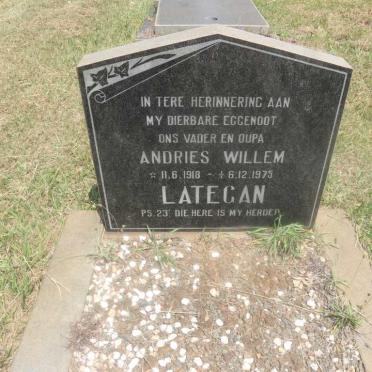 IN TERE HERINNERING AAN
MY DIERBARE EGGENOOT
ONS VADER EN OUPA
ANDRIES WILLEM
☆ 11.6.1918 - ✝ 6.12.1975
LATEGAN
PS. 23' DIE HERE IS MY HERDER